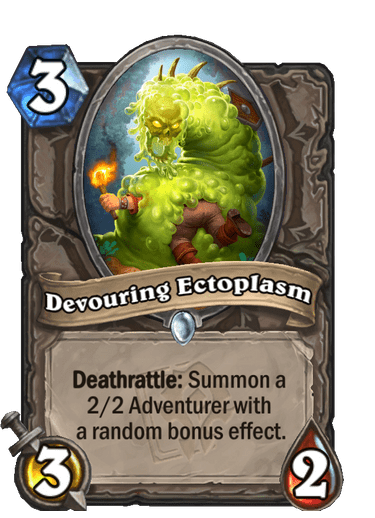 3
Devouring Ectoplasm
Deathrattle: Summon a
2/2 Adventurer with
a random bonus effect.
3
2